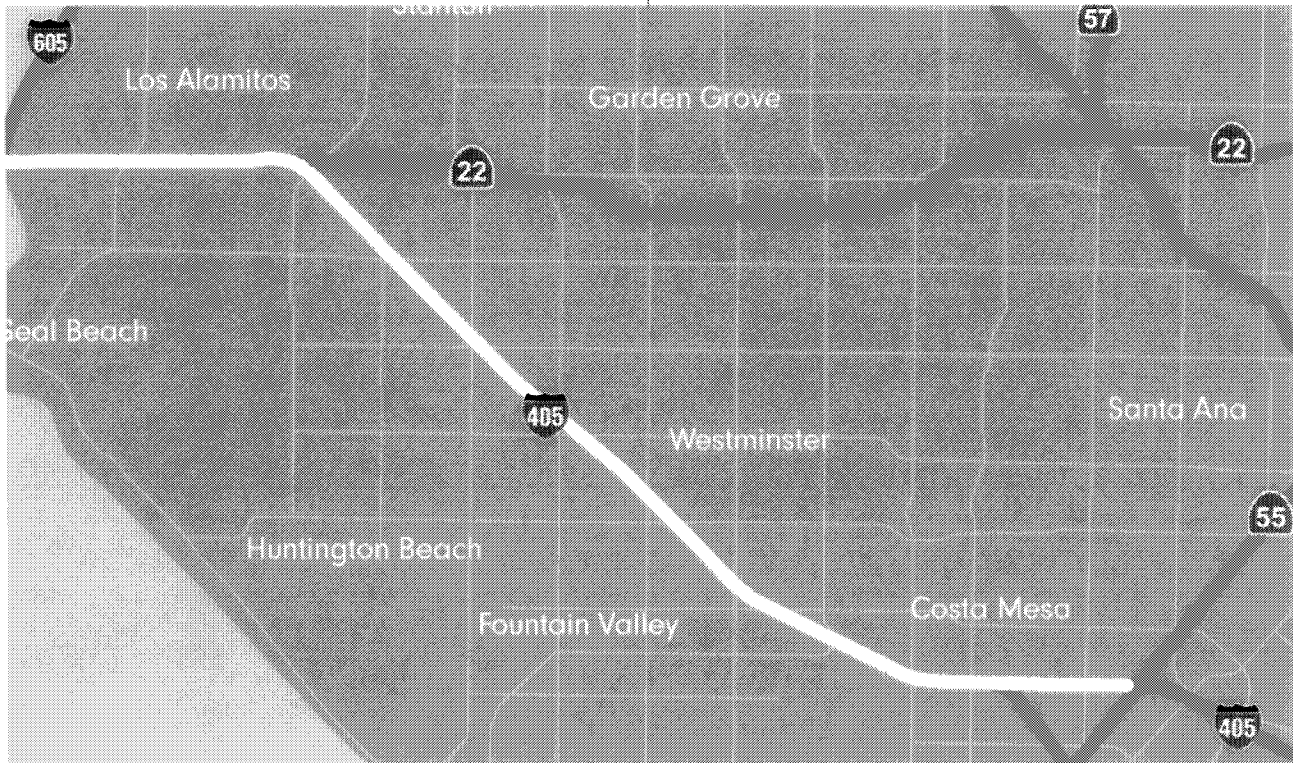 Stanton
57
605
Los Alamitos
Garden Grove
22
22
Seal Beach
405
Santa Ana
Westminster
55
Huntington Beach
Costa Mesa
Fountain Valley
405